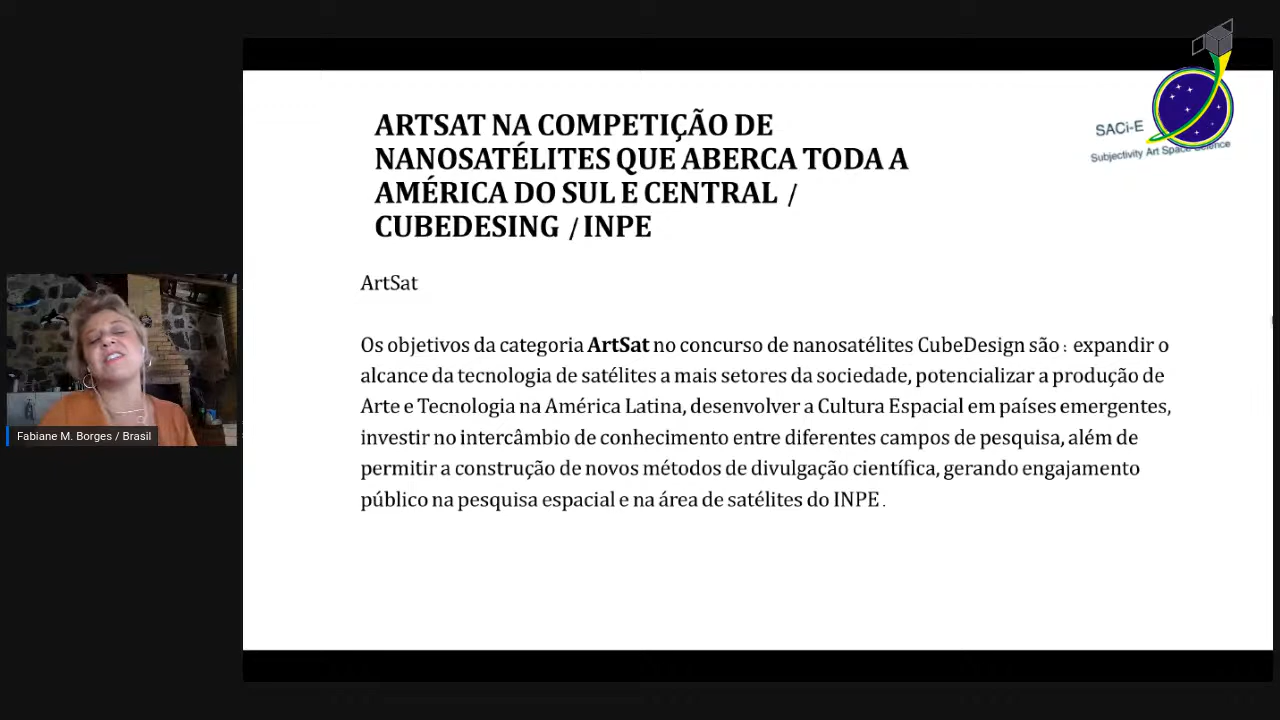 ARTSAT NA COMPETIÇÃO DE
NANOSATÉLITES QUE ABERCA TODA A
AMÉRICA DO SUL E CENTRAL /
CUBEDESING / INPE
SACi-E
Subjectivity Art Space Science
ArtSat
Os objetivos da categoria ArtSat no concurso de nanosatélites CubeDesign são : expandir o
alcance da tecnologia de satélites a mais setores da sociedade, potencializar a produção de
Arte e Tecnologia na América Latina, desenvolver a Cultura Espacial em países emergentes,
investir no intercâmbio de conhecimento entre diferentes campos de pesquisa, além de
permitir a construção de novos métodos de divulgação científica, gerando engajamento
público na pesquisa espacial e na área de satélites do INPE .
Fabiane M. Borges / Brasil